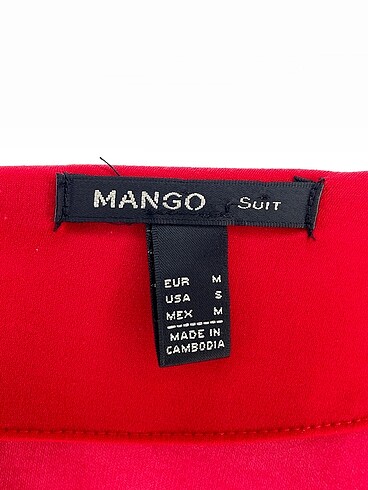 MANGO SUIT
EUR M
USA S
MEX M
MADE IN
CAMBODIA